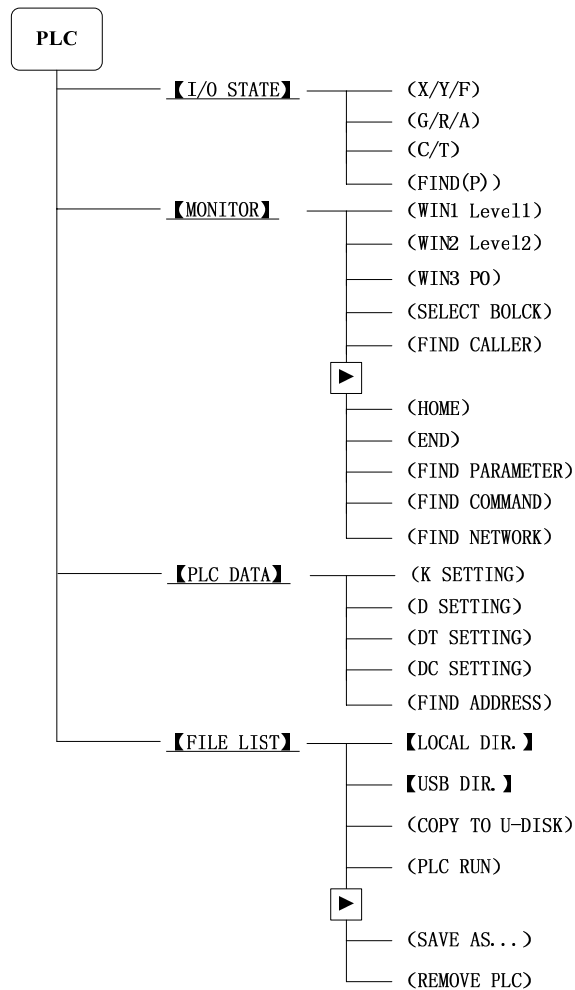 PLC
【I/O STATE】
(X/Y/F)
(G/R/A)
(C/T)
(FIND(P))
【MONITOR】
(WIN1 Level1)
(WIN2 Level2)
(WIN3 PO)
(SELECT BOLCK)
(FIND CALLER)
(HOME)
(END)
(FIND PARAMETER)
(FIND COMMAND)
(FIND NETWORK)
【PLC DATA】
(K SETTING)
(D SETTING)
(DT SETTING)
(DC SETTING)
(FIND ADDRESS)
【FILE LIST】
【LOCAL DIR.】
【USB DIR.】
(COPY TO U-DISK)
(PLC RUN)
(SAVE AS...)
(REMOVE PLC)